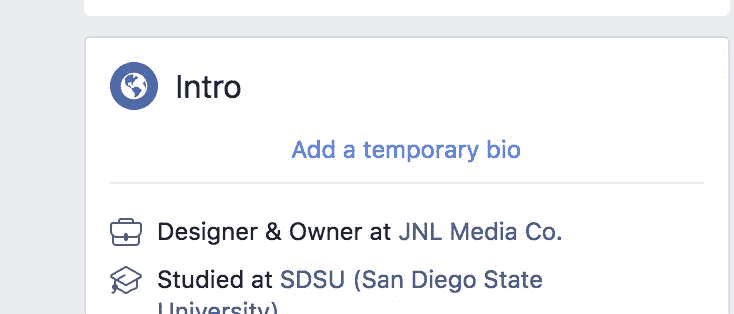 Intro
Add a temporary bio
Designer & Owner at JNL Media Co.
Studied at SDSU (San Diego State
University)